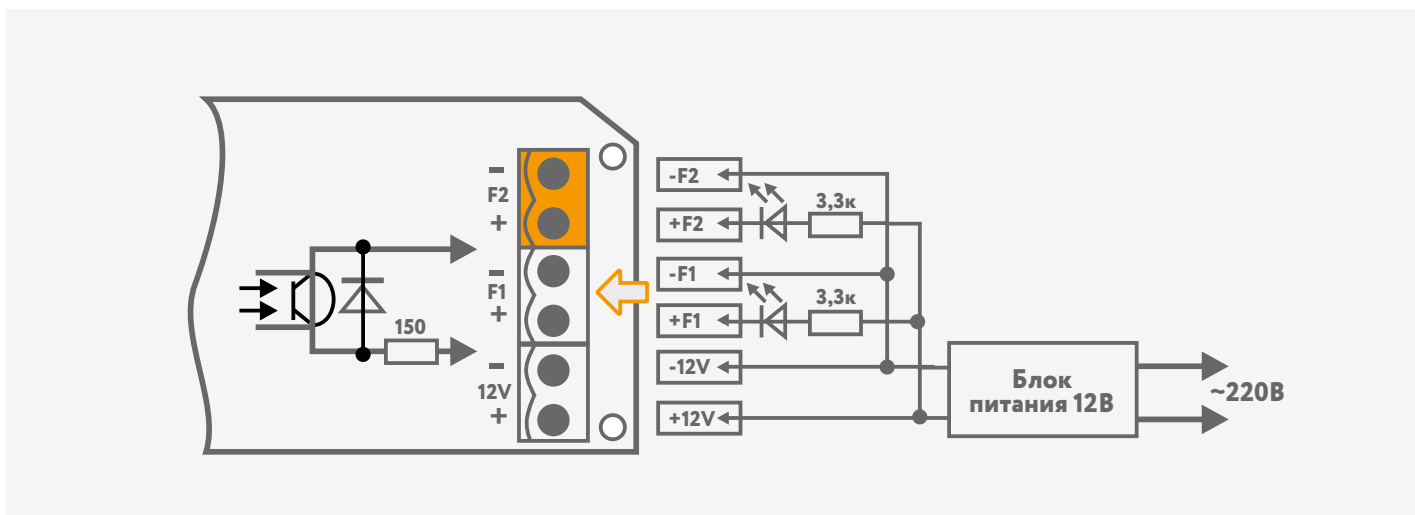 -
F2
+
-
F1
+
-
12V
+
150
-F2
+F2
3,3к
-F1
+F1
3,3к
-12V
+12V
Блок
питания 12В
~220В